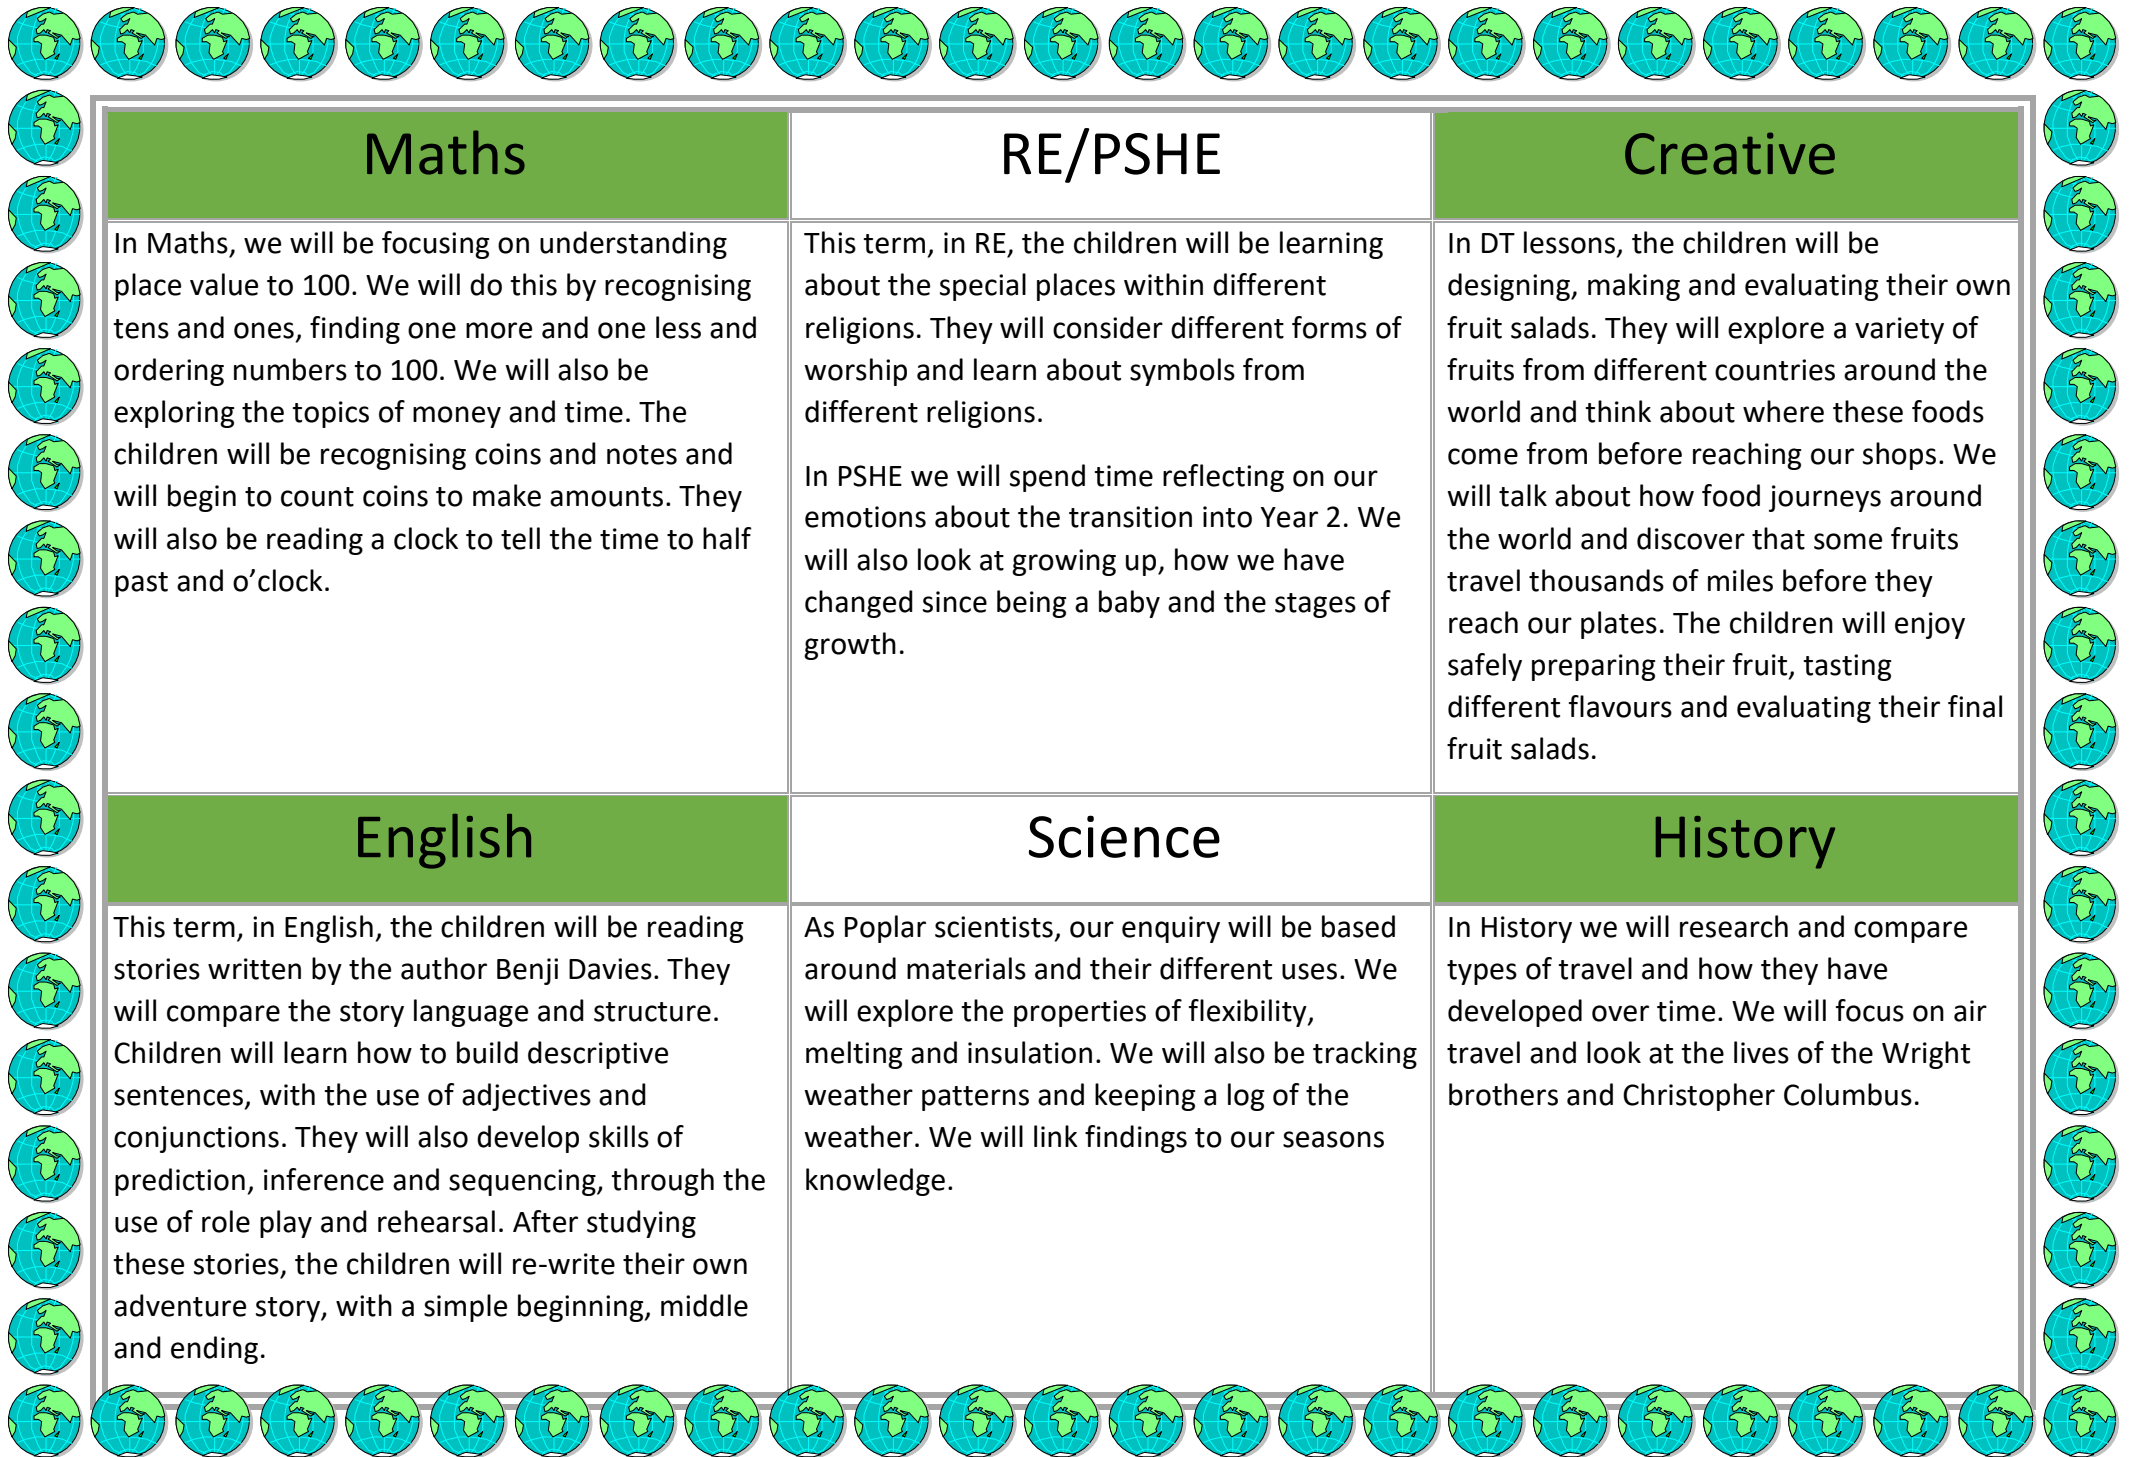 Maths
In Maths, we will be focusing on understanding
place value to 100. We will do this by recognising
tens and ones, finding one more and one less and
ordering numbers to 100. We will also be
exploring the topics of money and time. The
children will be recognising coins and notes and
will begin to count coins to make amounts. They
will also be reading a clock to tell the time to half
past and o’clock.
RE/PSHE
This term, in RE, the children will be learning
about the special places within different
religions. They will consider different forms of
worship and learn about symbols from
different religions.
In PSHE we will spend time reflecting on our
emotions about the transition into Year 2. We
will also look at growing up, how we have
changed since being a baby and the stages of
growth.
Creative
In DT lessons, the children will be
designing, making and evaluating their own
fruit salads. They will explore a variety of
fruits from different countries around the
world and think about where these foods
come from before reaching our shops. We
will talk about how food journeys around
the world and discover that some fruits
travel thousands of miles before they
reach our plates. The children will enjoy
safely preparing their fruit, tasting
different flavours and evaluating their final
fruit salads.
English
This term, in English, the children will be reading
stories written by the author Benji Davies. They
will compare the story language and structure.
Children will learn how to build descriptive
sentences, with the use of adjectives and
conjunctions. They will also develop skills of
prediction, inference and sequencing, through the
use of role play and rehearsal. After studying
these stories, the children will re-write their own
adventure story, with a simple beginning, middle
and ending.
Science
As Poplar scientists, our enquiry will be based
around materials and their different uses. We
will explore the properties of flexibility,
melting and insulation. We will also be tracking
weather patterns and keeping a log of the
weather. We will link findings to our seasons
knowledge.
History
In History we will research and compare
types of travel and how they have
developed over time. We will focus on air
travel and look at the lives of the Wright
brothers and Christopher Columbus.